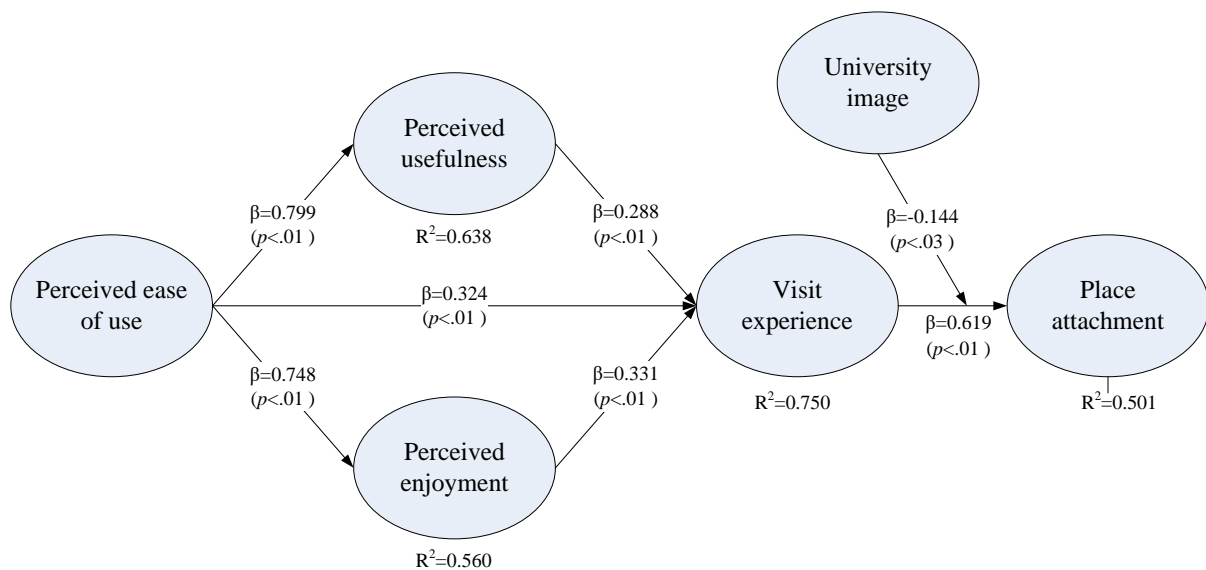 University
image
Perceived
usefulness
β=0.799
(p<.01 )
R²=0.638
β=0.288
(p<.01 )
β=-0.144
(p<.03 )
Perceived ease
of use
β=0.324
(p<.01 )
Visit
experience
Place
attachment
β=0.619
(p<.01 )
β=0.748
(p<.01 )
β=0.331
(p<.01 )
R²=0.750
R²=0.501
Perceived
enjoyment
R²=0.560